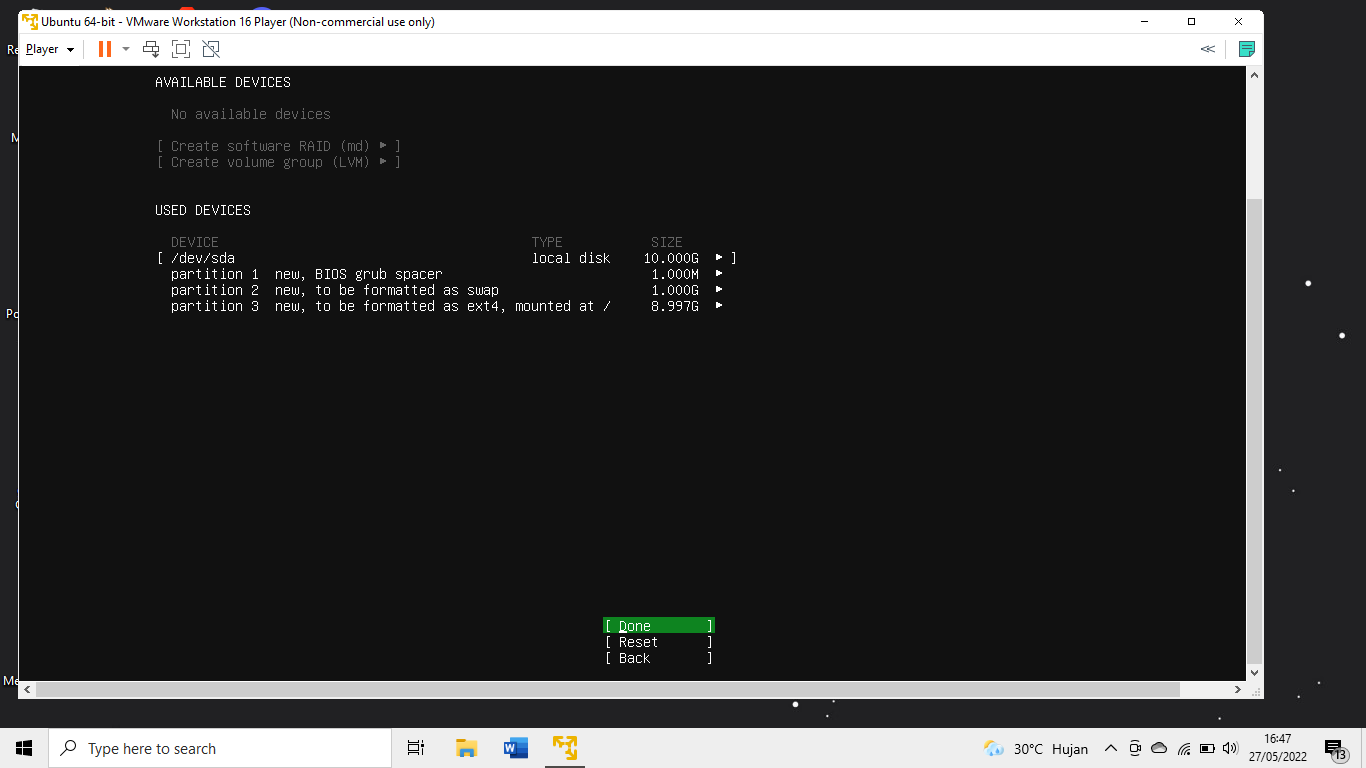 Ubuntu 64-bit - VMware Workstation 16 Player (Non-commercial use only)
Player
AVAILABLE DEVICES
No available devices
[ Create software RAID (md) ▸ ]
[ Create volume group (LVM) ▸ ]
USED DEVICES
DEVICE TYPE SIZE
[ /dev/sda local disk 10.000G ▸ ]
partition 1 new, BIOS grub spacer 1.000M ▸
partition 2 new, to be formatted as swap 1.000G ▸
partition 3 new, to be formatted as ext4, mounted at / 8.997G ▸
[ Done ]
[ Reset ]
[ Back ]
Type here to search
30°C Hujan
16:47
27/05/2022
13